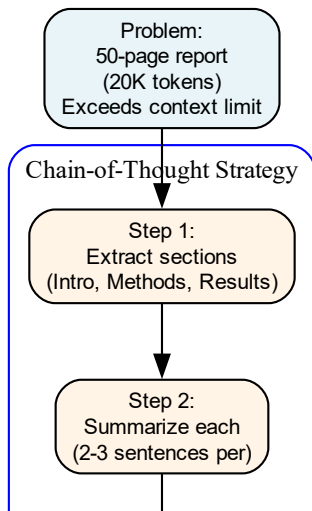 Problem:
50-page report
(20K tokens)
Exceeds context limit
Chain-of-Thought Strategy
Step 1:
Extract sections
(Intro, Methods, Results)
Step 2:
Summarize each
(2-3 sentences per)